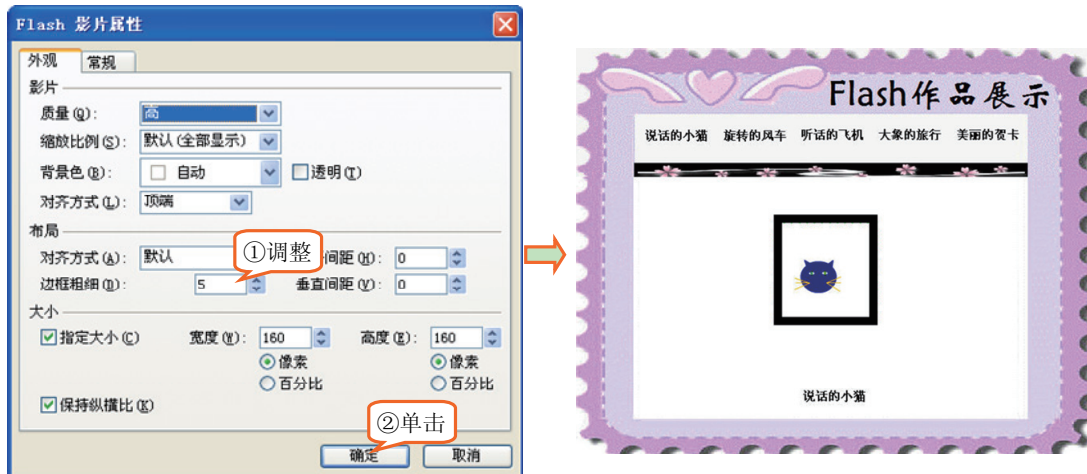 Flash 影片属性
外观 常规
影片
质量(Q): 高
缩放比例(S): 默认(全部显示)
背景色(B): 自动 透明(T)
对齐方式(L): 顶端
布局
对齐方式(A): 默认 间距(H): 0
①调整
边框粗细(D): 5 垂直间距(V): 0
大小
指定大小(C) 宽度(W): 160 高度(E): 160
像素 像素
百分比 百分比
保持纵横比(K)
②单击
确定 取消
Flash作品展示
说话的小猫 旋转的风车 听话的飞机 大象的旅行 美丽的贺卡
说话的小猫